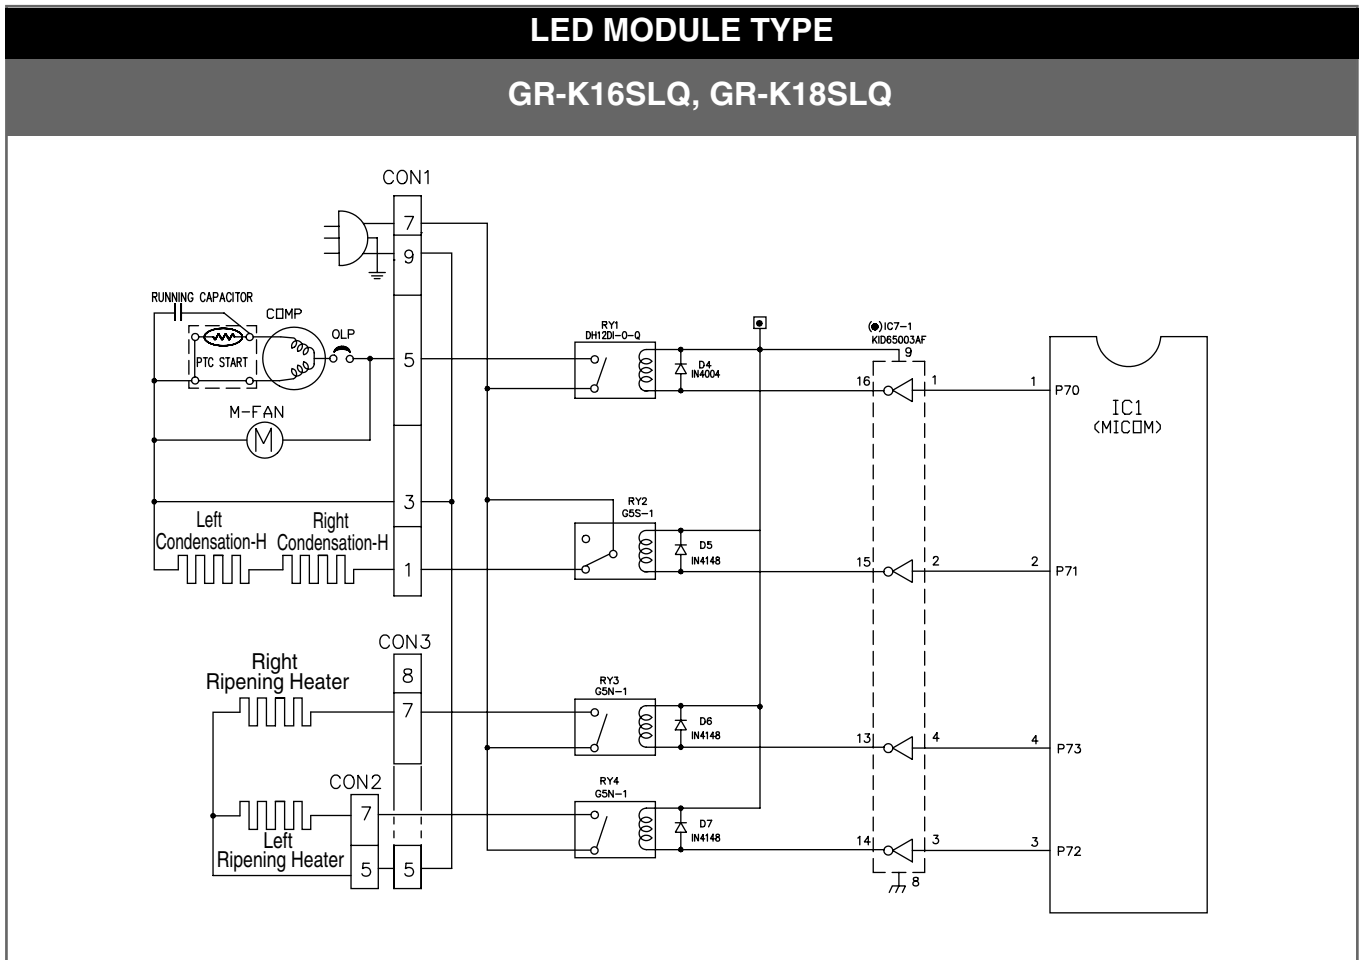 LED MODULE TYPE
GR-K16SLQ, GR-K18SLQ
CON1
7
9
RUNNING CAPACITOR
COMP
OLP
PTC START
5
M-FAN
M
3
Left
Condensation-H
Right
Condensation-H
1
RY1
DH12DI-O-Q
D4
IN4004
RY2
G5S-1
D5
IN4148
CON3
8
7
Right
Ripening Heater
RY3
G5N-1
D6
IN4148
CON2
7
Left
Ripening Heater
5
5
RY4
G5N-1
D7
IN4148
IC7-1
KID65003AF
9
16
1
1
P70
IC1
(MICOM)
15
2
2
P71
13
4
4
P73
14
3
3
P72
8